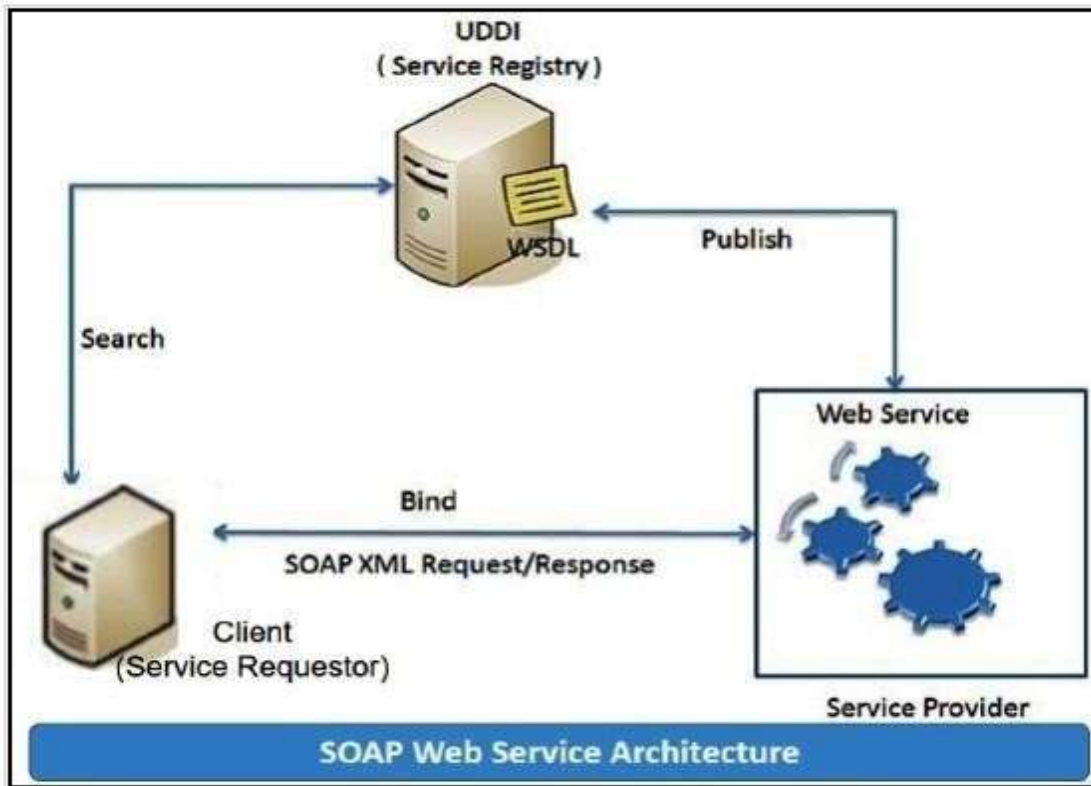 UDDI
( Service Registry )
WSDL
Publish
Search
Web Service
Bind
SOAP XML Request/Response
Client
(Service Requestor)
Service Provider
SOAP Web Service Architecture